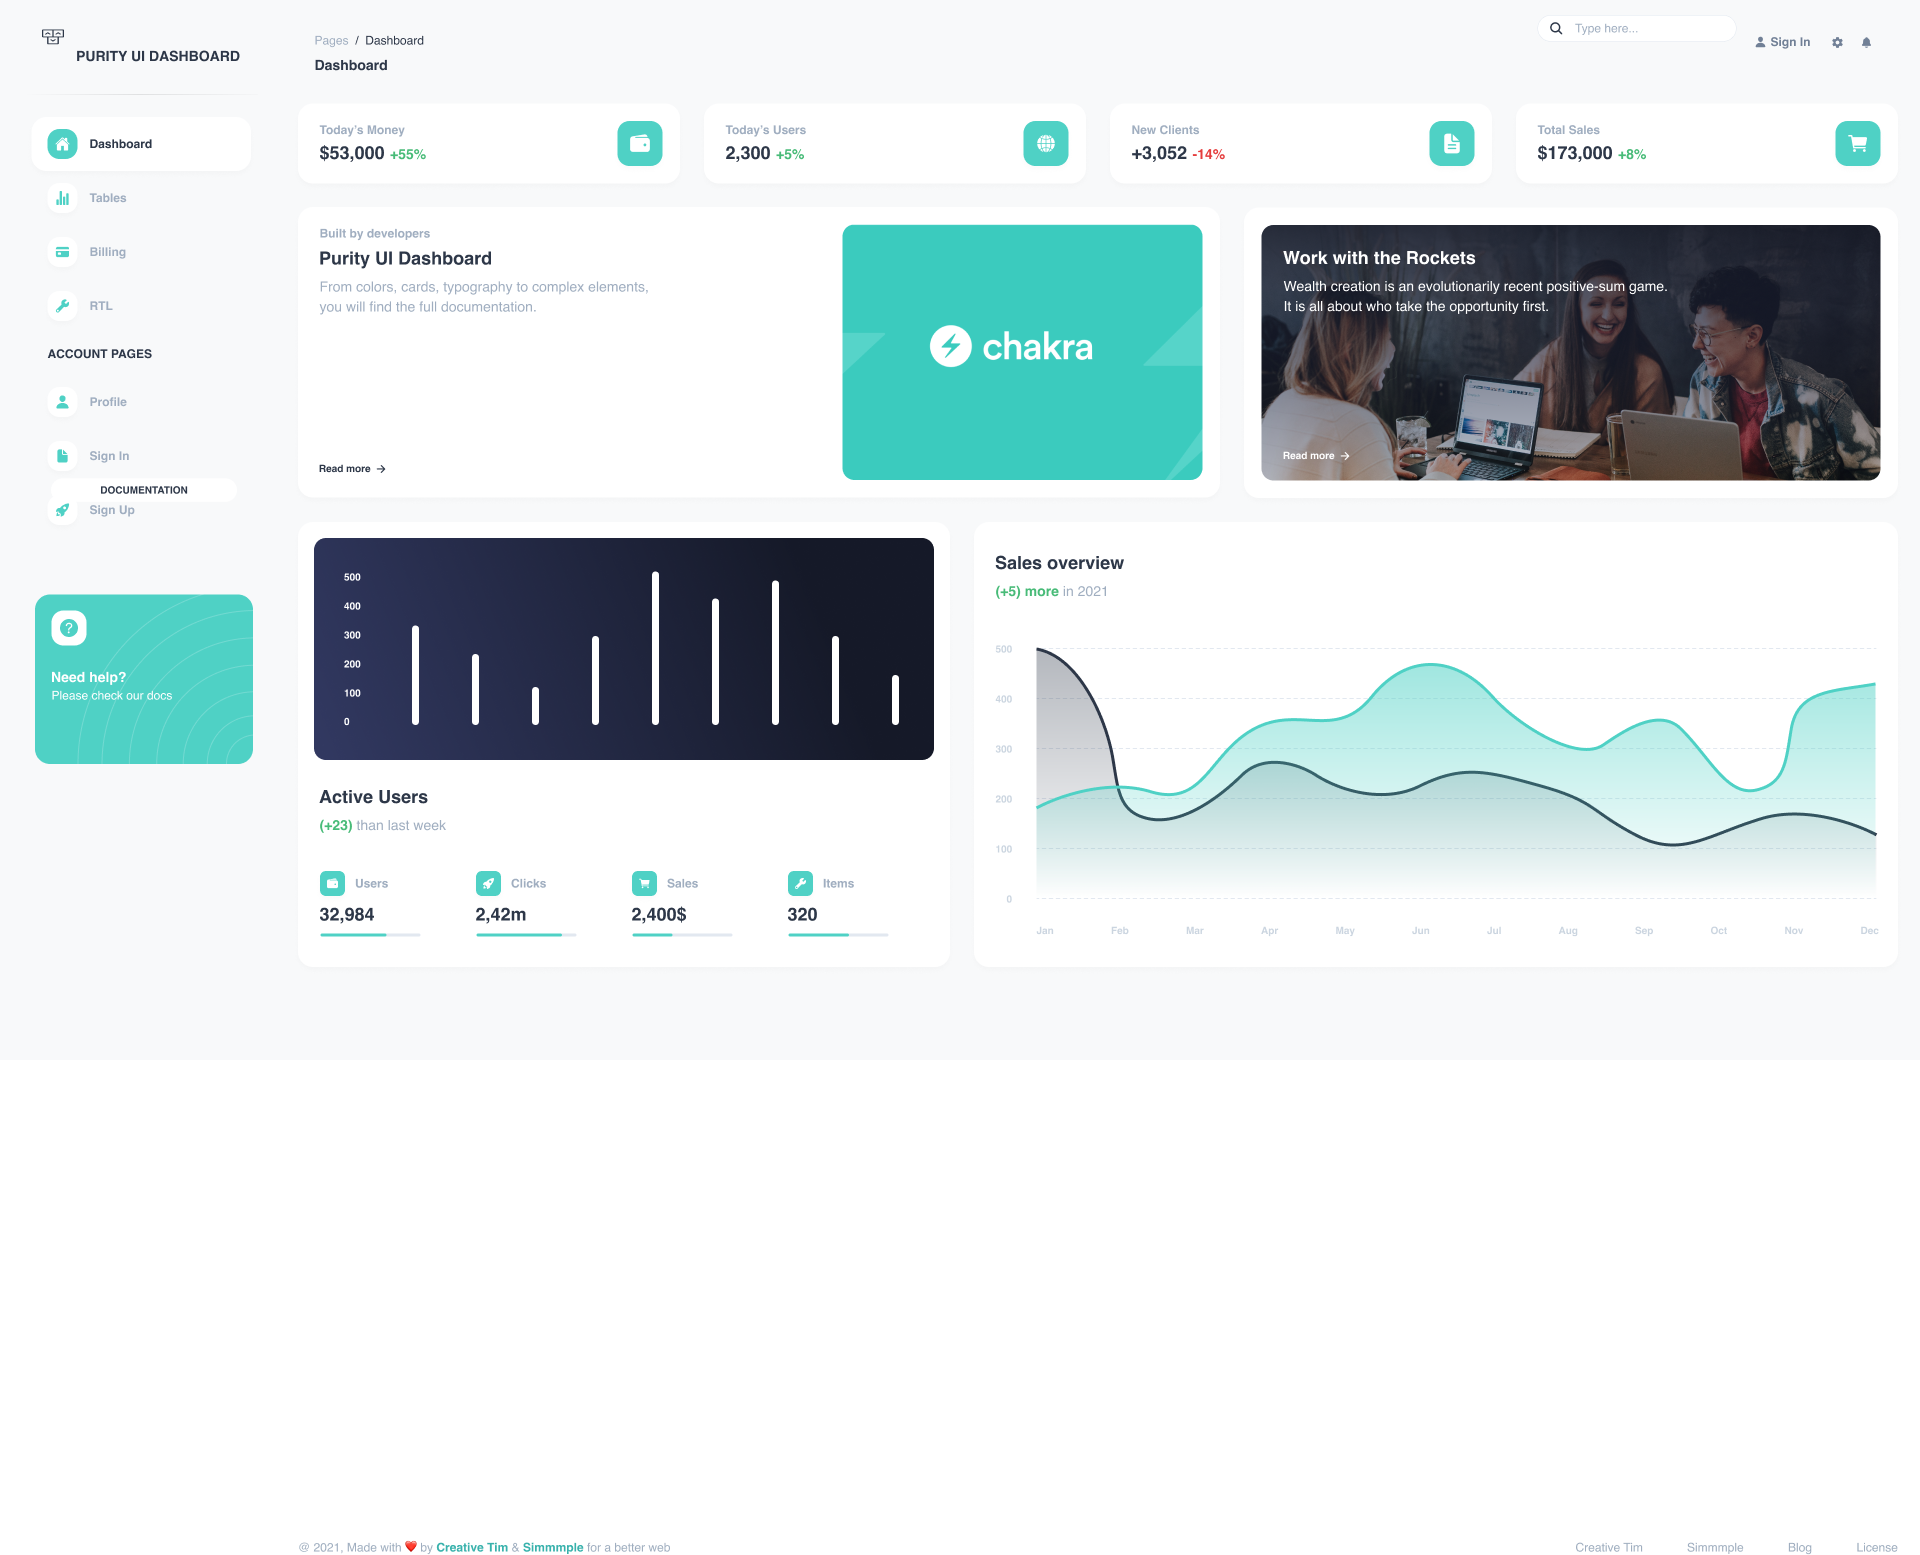 PURITY UI DASHBOARD
Pages / Dashboard
Dashboard
Type here...
Sign In
Dashboard
Tables
Billing
RTL
ACCOUNT PAGES
Profile
Sign In
DOCUMENTATION
Sign Up
?
Need help?
Please check our docs
Today's Money
$53,000 +55%
Today's Users
2,300 +5%
New Clients
+3,052 -14%
Total Sales
$173,000 +8%
Built by developers
Purity UI Dashboard
From colors, cards, typography to complex elements,
you will find the full documentation.
Read more
chakra
Work with the Rockets
Wealth creation is an evolutionarily recent positive-sum game.
It is all about who take the opportunity first.
Read more
500
400
300
200
100
0
Active Users
(+23) than last week
Users
32,984
Clicks
2,42m
Sales
2,400$
Items
320
Sales overview
(+5) more in 2021
500
400
300
200
100
0
Jan Feb Mar Apr May Jun Jul Aug Sep Oct Nov Dec
@ 2021, Made with ❤️ by Creative Tim & Simmmple for a better web
Creative Tim Simmmple Blog License